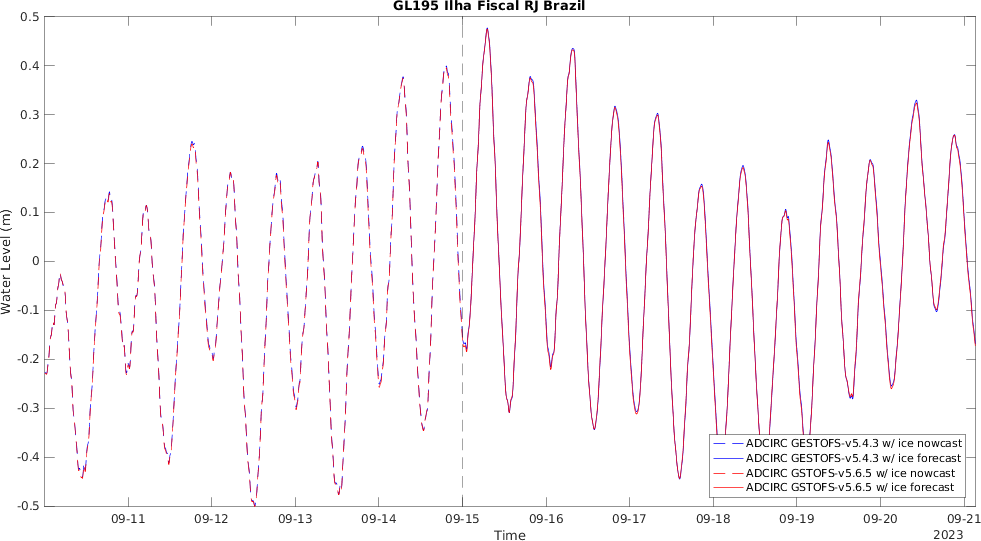 GL195 Ilha Fiscal RJ Brazil
0.5
0.4
0.3
0.2
0.1
0
-0.1
-0.2
-0.3
-0.4
-0.5
Water Level (m)
ADCIRC GESTOFS-v5.4.3 w/ ice nowcast
ADCIRC GESTOFS-v5.4.3 w/ ice forecast
ADCIRC GSTOFS-v5.6.5 w/ ice nowcast
ADCIRC GSTOFS-v5.6.5 w/ ice forecast
09-11 09-12 09-13 09-14 09-15 09-16 09-17 09-18 09-19 09-20 09-21
Time
2023